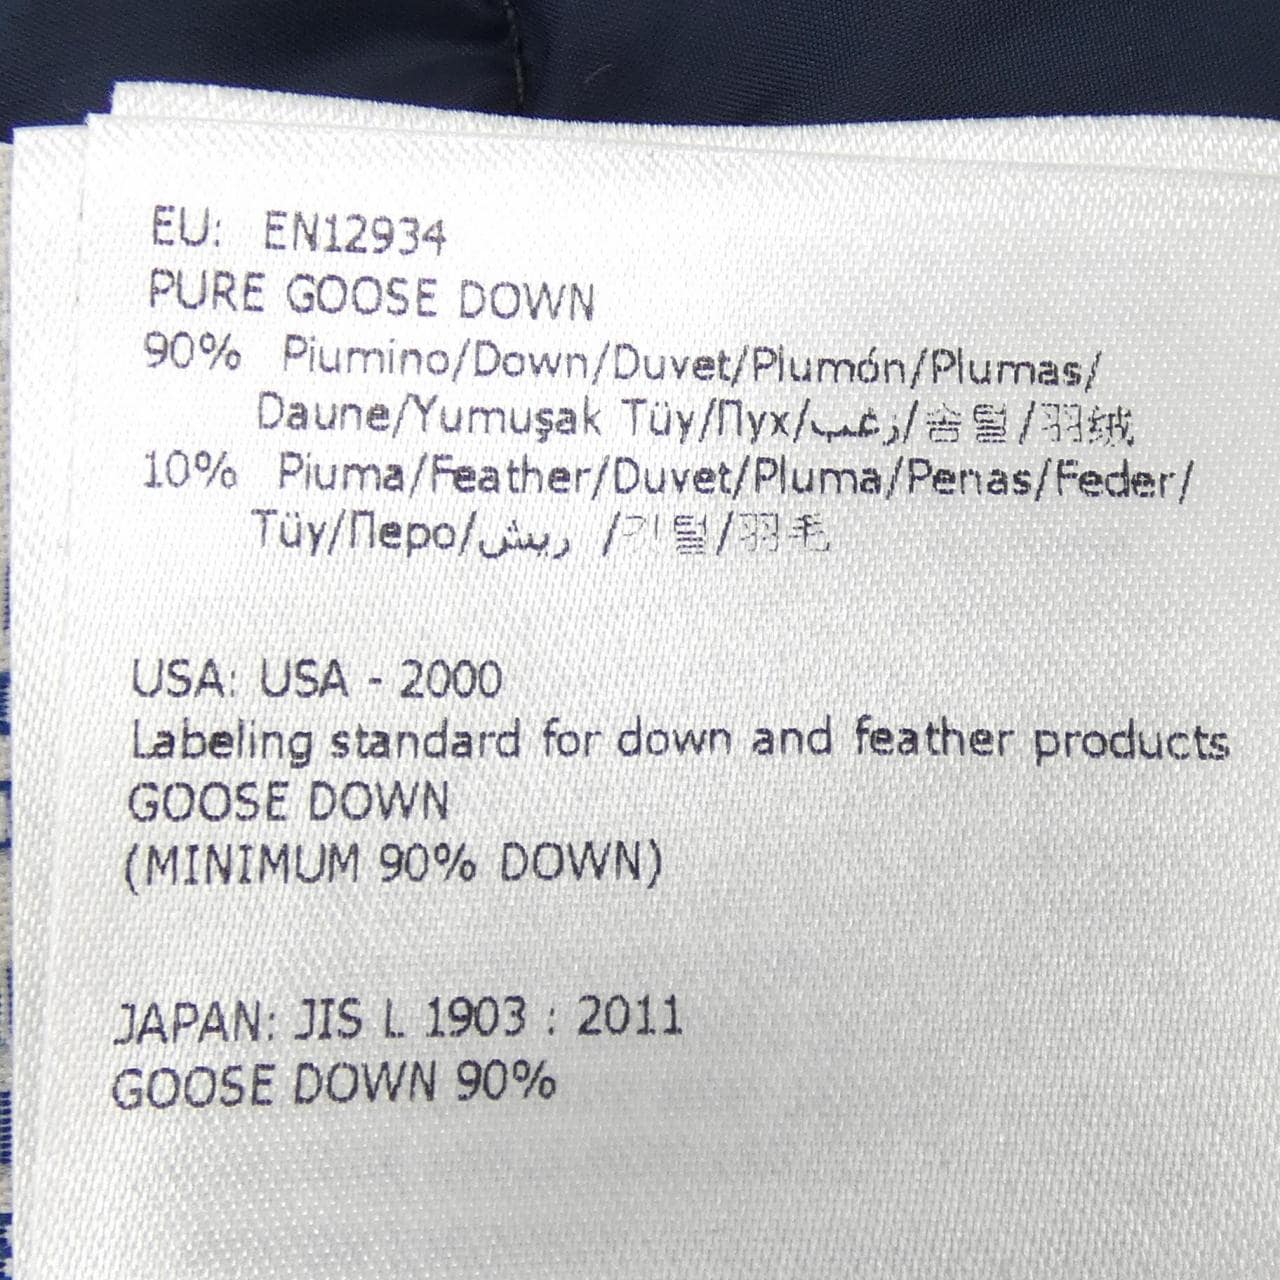 EU: EN12934
PURE GOOSE DOWN
90% Piumino/Down/Duvet/Plumón/Plumas/
Daune/Yumuşak Tüy/Пух/زغب/솜털/羽绒
10% Piuma/Feather/Duvet/Pluma/Penas/Feder/
Tüy/Перо/ريش /깃털/羽毛
USA: USA - 2000
Labeling standard for down and feather products
GOOSE DOWN
(MINIMUM 90% DOWN)
JAPAN: JIS L 1903 : 2011
GOOSE DOWN 90%